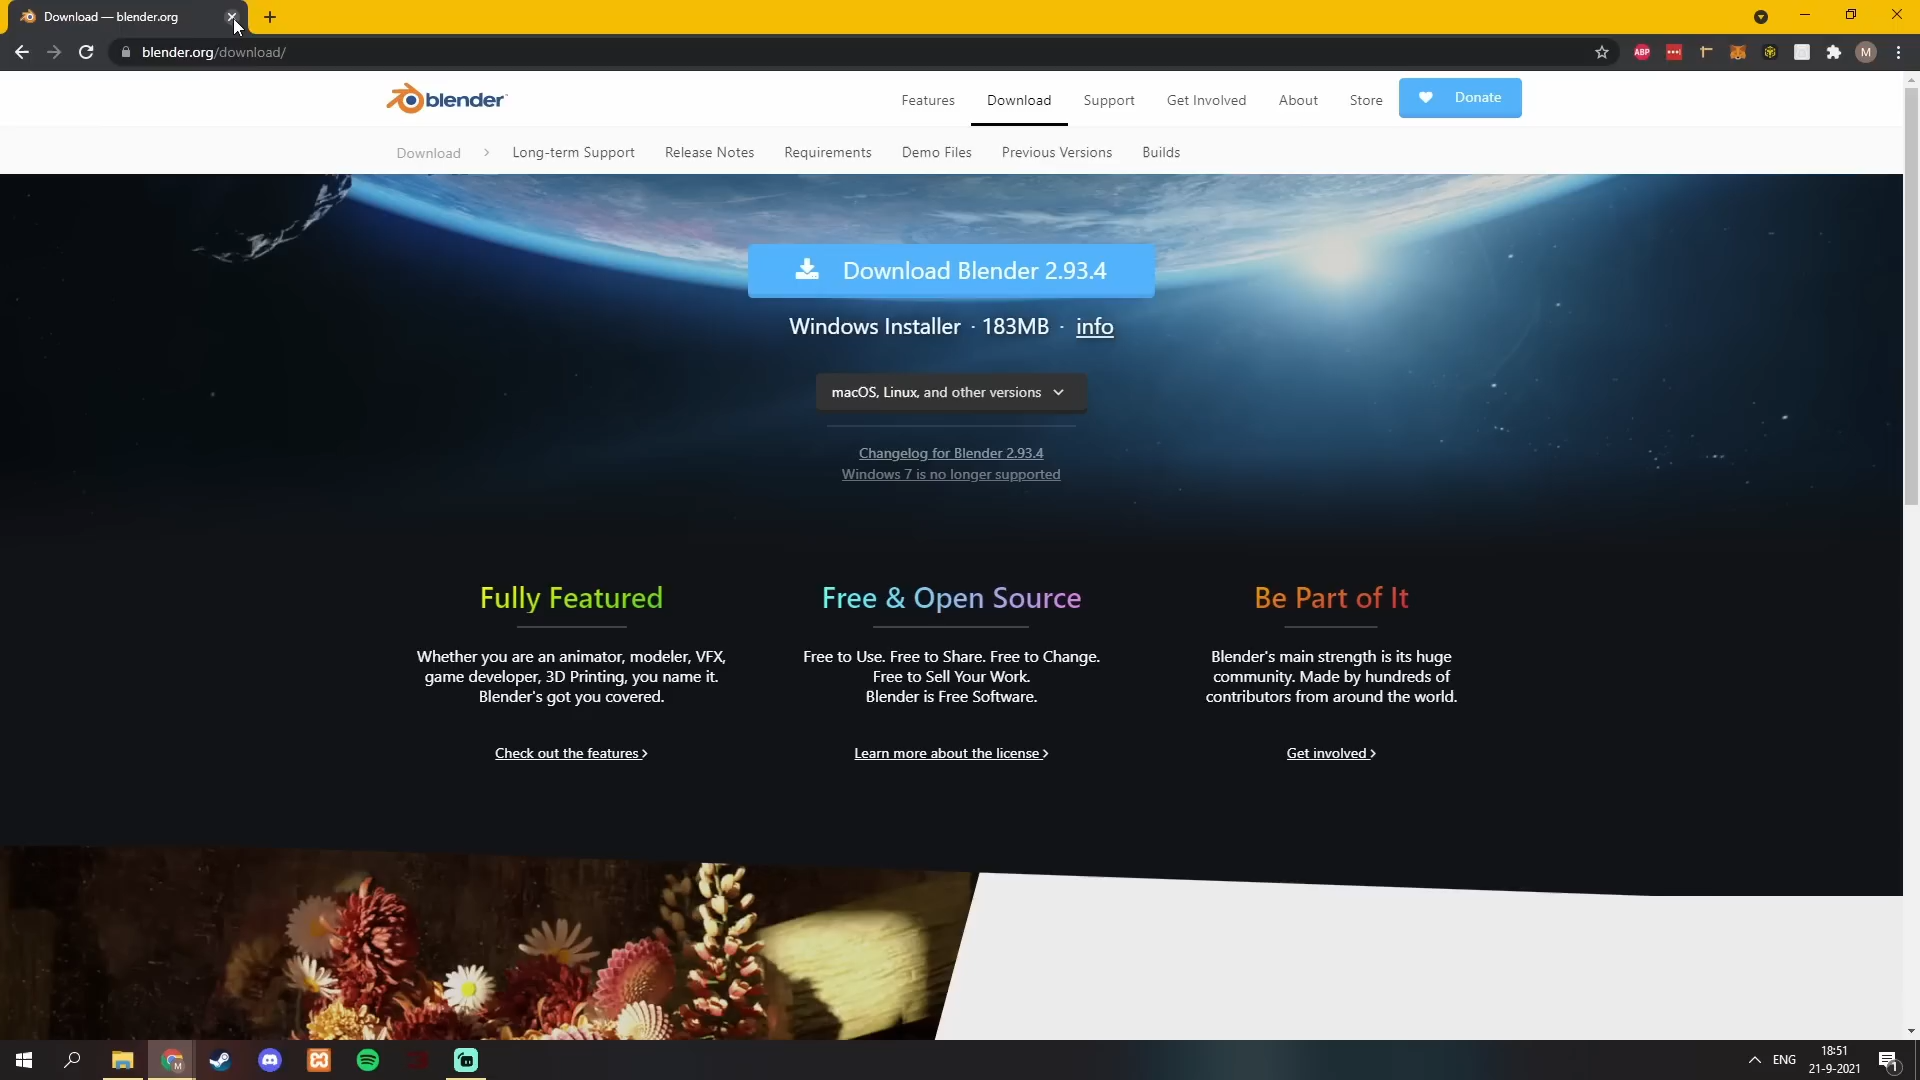 Download — blender.org
blender.org/download/
ABP
M
blender
Features
Download
Support
Get Involved
About
Store
Donate
Download
Long-term Support
Release Notes
Requirements
Demo Files
Previous Versions
Builds
Download Blender 2.93.4
Windows Installer · 183MB · info
macOS, Linux, and other versions
Changelog for Blender 2.93.4
Windows 7 is no longer supported
Fully Featured
Whether you are an animator, modeler, VFX,
game developer, 3D Printing, you name it.
Blender's got you covered.
Check out the features
Free & Open Source
Free to Use. Free to Share. Free to Change.
Free to Sell Your Work.
Blender is Free Software.
Learn more about the license
Be Part of It
Blender's main strength is its huge
community. Made by hundreds of
contributors from around the world.
Get involved
M
ENG
18:51
21-9-2021
1